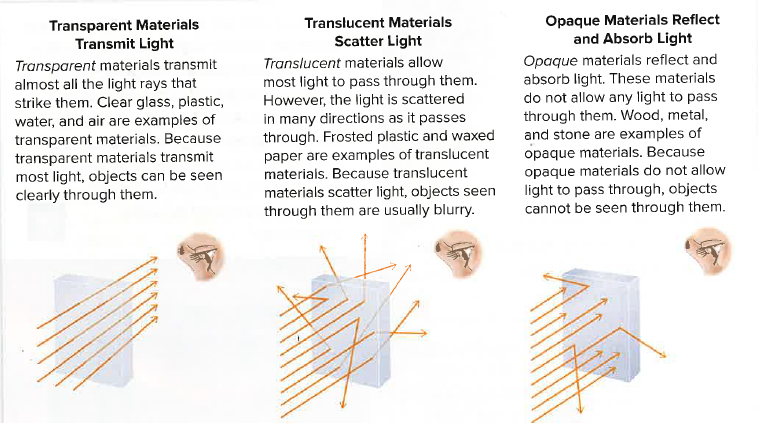 Transparent Materials
Transmit Light
Transparent materials transmit
almost all the light rays that
strike them. Clear glass, plastic,
water, and air are examples of
transparent materials. Because
transparent materials transmit
most light, objects can be seen
clearly through them.
Translucent Materials
Scatter Light
Translucent materials allow
most light to pass through them.
However, the light is scattered
in many directions as it passes
through. Frosted plastic and waxed
paper are examples of translucent
materials. Because translucent
materials scatter light, objects seen
through them are usually blurry.
Opaque Materials Reflect
and Absorb Light
Opaque materials reflect and
absorb light. These materials
do not allow any light to pass
through them. Wood, metal,
and stone are examples of
opaque materials. Because
opaque materials do not allow
light to pass through, objects
cannot be seen through them.